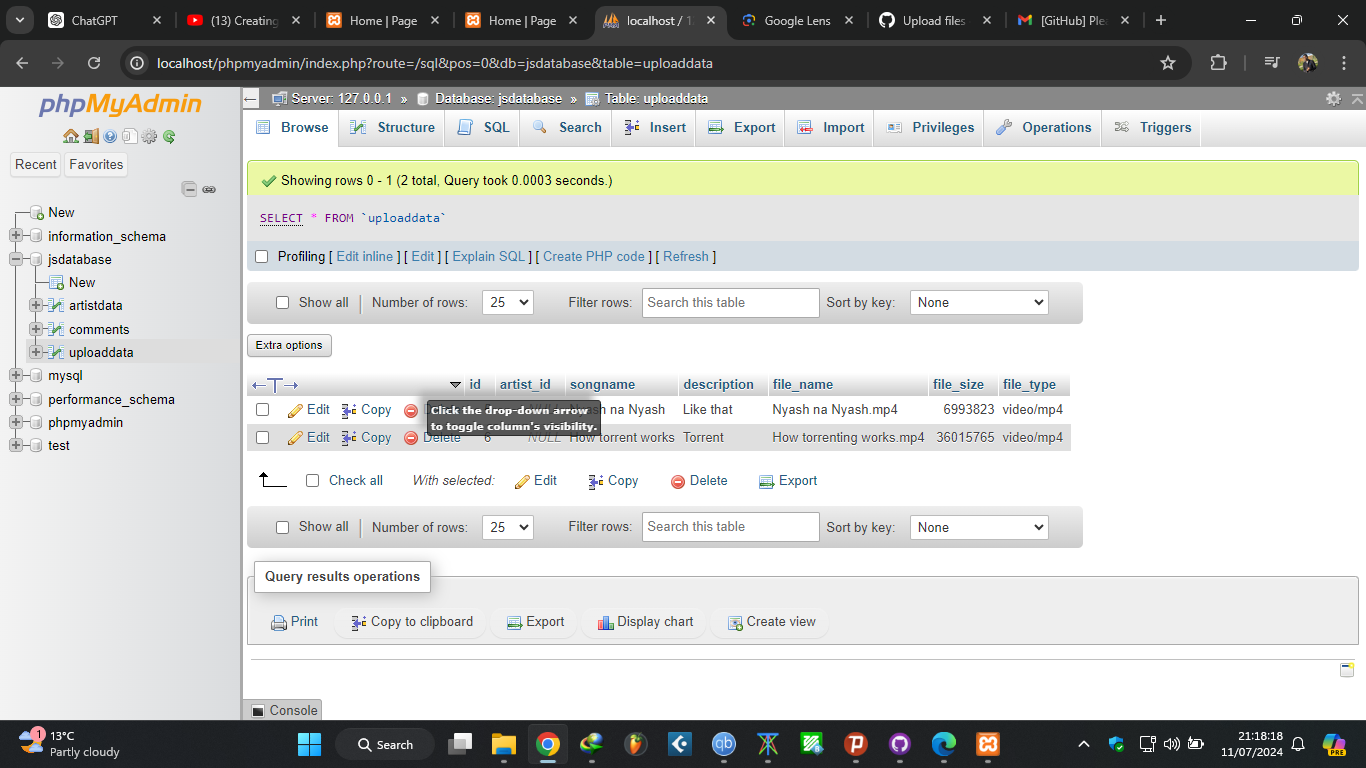 ChatGPT
(13) Creating
Home | Page
Home | Page
localhost / 1
Google Lens
Upload files
[GitHub] Ple
localhost/phpmyadmin/index.php?route=/sql&pos=0&db=jsdatabase&table=uploaddata
phpMyAdmin
Recent Favorites
New
information_schema
jsdatabase
New
artistdata
comments
uploaddata
mysql
performance_schema
phpmyadmin
test
Server: 127.0.0.1 » Database: jsdatabase » Table: uploaddata
Browse Structure SQL Search Insert Export Import Privileges Operations Triggers
Showing rows 0 - 1 (2 total, Query took 0.0003 seconds.)
SELECT * FROM `uploaddata`
Profiling [ Edit inline ] [ Edit ] [ Explain SQL ] [ Create PHP code ] [ Refresh ]
Show all Number of rows: 25 Filter rows: Search this table Sort by key: None
Extra options
id artist_id songname description file_name file_size file_type
Edit Copy Nyash na Nyash Like that Nyash na Nyash.mp4 6993823 video/mp4
Click the drop-down arrow
to toggle column's visibility.
Edit Copy Delete 6 NULL How torrent works Torrent How torrenting works.mp4 36015765 video/mp4
Check all With selected: Edit Copy Delete Export
Show all Number of rows: 25 Filter rows: Search this table Sort by key: None
Query results operations
Print Copy to clipboard Export Display chart Create view
Console
1
13°C
Partly cloudy
Search
21:18:18
11/07/2024
PRE